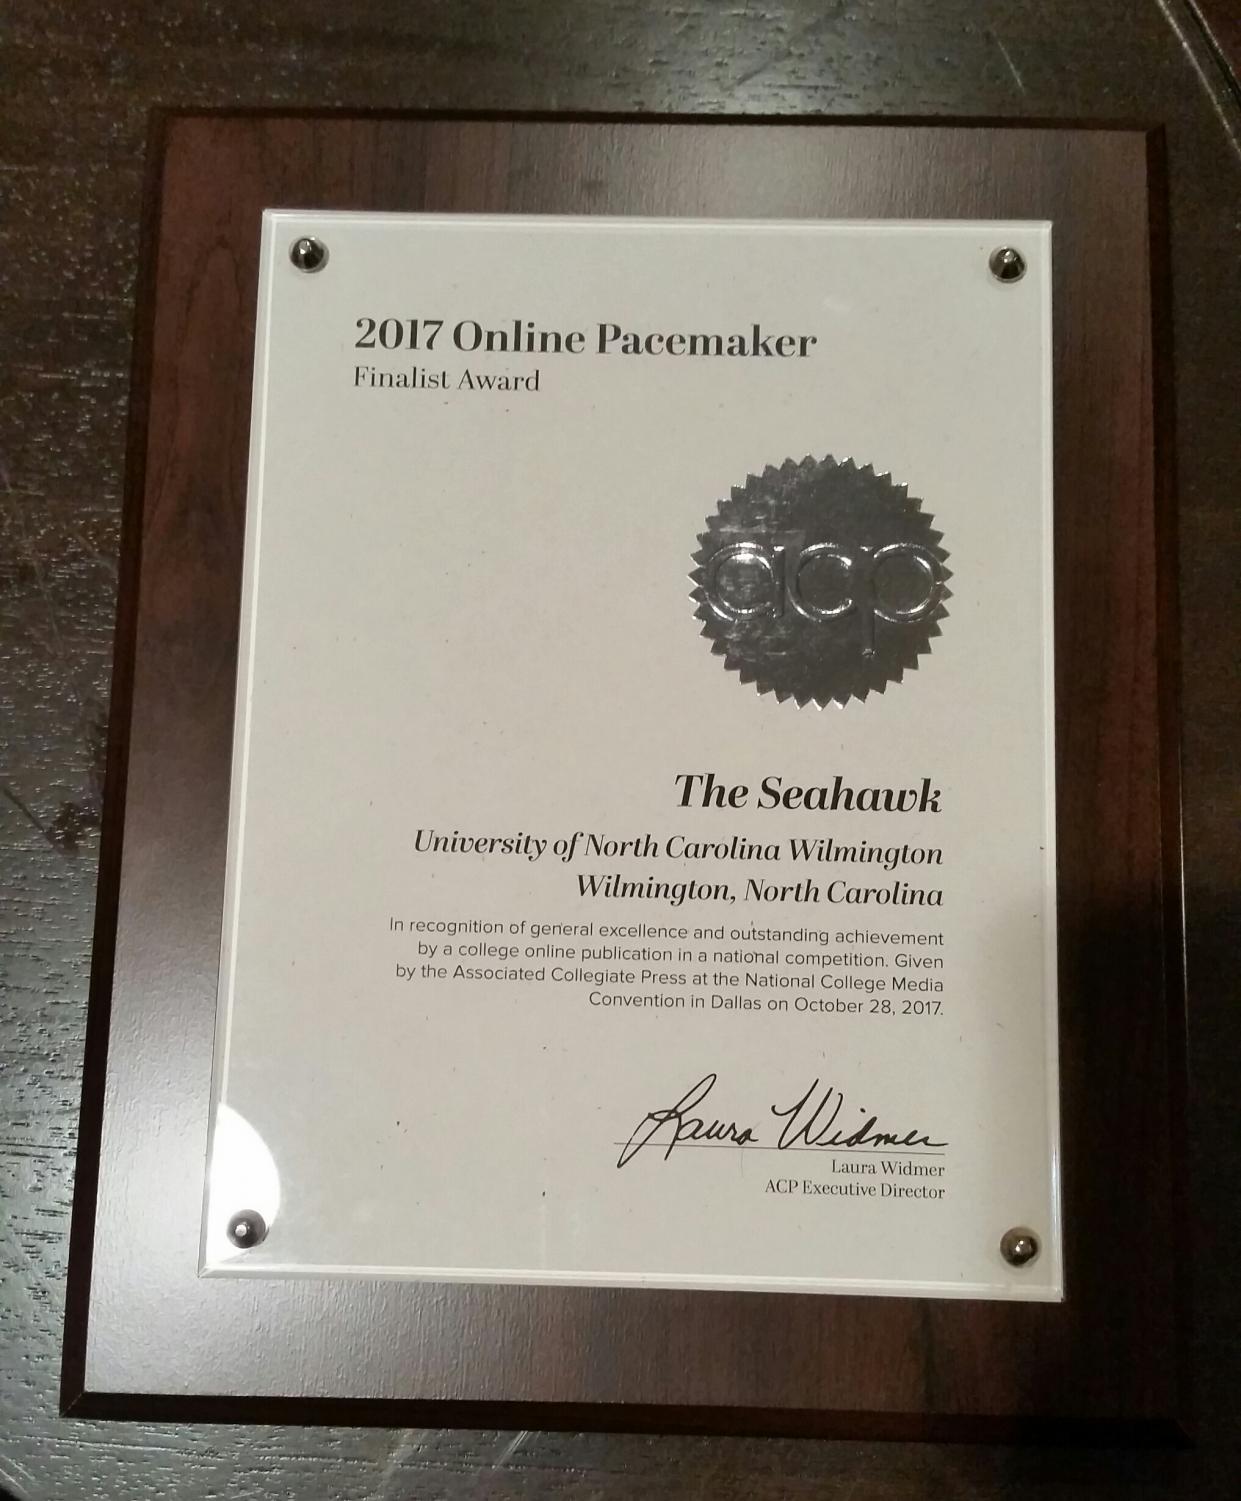 2017 Online Pacemaker
Finalist Award
acp
The Seahawk
University of North Carolina Wilmington
Wilmington, North Carolina
In recognition of general excellence and outstanding achievement
by a college online publication in a national competition. Given
by the Associated Collegiate Press at the National College Media
Convention in Dallas on October 28, 2017.
Laura Widmer
Laura Widmer
ACP Executive Director